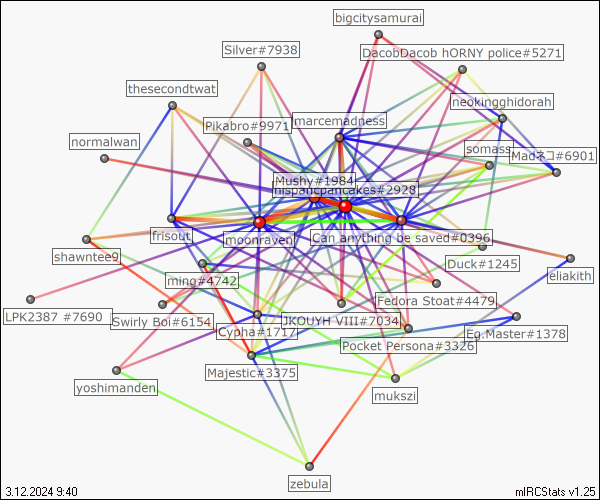 bigcitysamurai
Silver#7938
DacobDacob hORNY police#5271
thesecondtwat
neokingghidorah
marcemadness
Pikabro#9971
normalwan
somass
Madネコ#6901
Mushy#1984
hispancpancakes#2928
frisout
moonraven
Can anything be saved#0396
shawntee9
Duck#1245
eliakith
ming#4742
Fedora Stoat#4479
LPK2387 #7690
Swirly Boi#6154
JKOUYH VIII#7034
Cypha#1717
Eg.Master#1378
Pocket Persona#3326
Majestic#3375
yoshimanden
mukszi
zebula
3.12.2024 9:40
mIRCStats v1.25